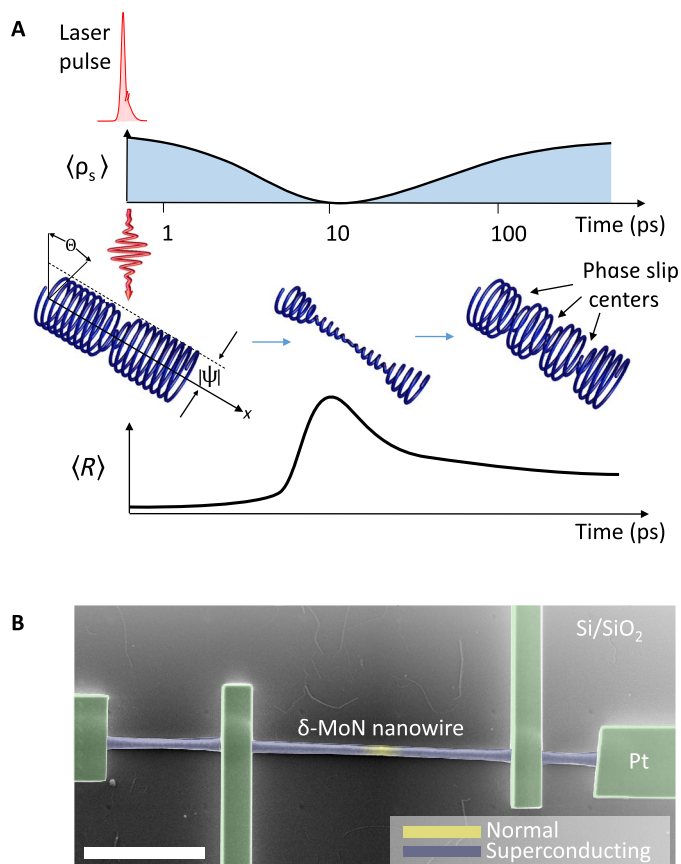 A
Laser
pulse
⟨ρs⟩
1
10
100
Time (ps)
Θ
Phase slip
centers
|ψ|
x
⟨R⟩
Time (ps)
B
Si/SiO2
δ-MoN nanowire
Pt
Normal
Superconducting